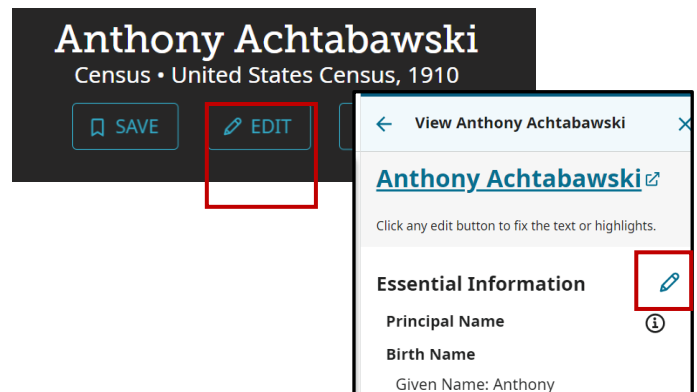 Anthony Achtabawski
Census • United States Census, 1910
SAVE
EDIT
View Anthony Achtabawski
Anthony Achtabawski
Click any edit button to fix the text or highlights.
Essential Information
Principal Name
Birth Name
Given Name: Anthony